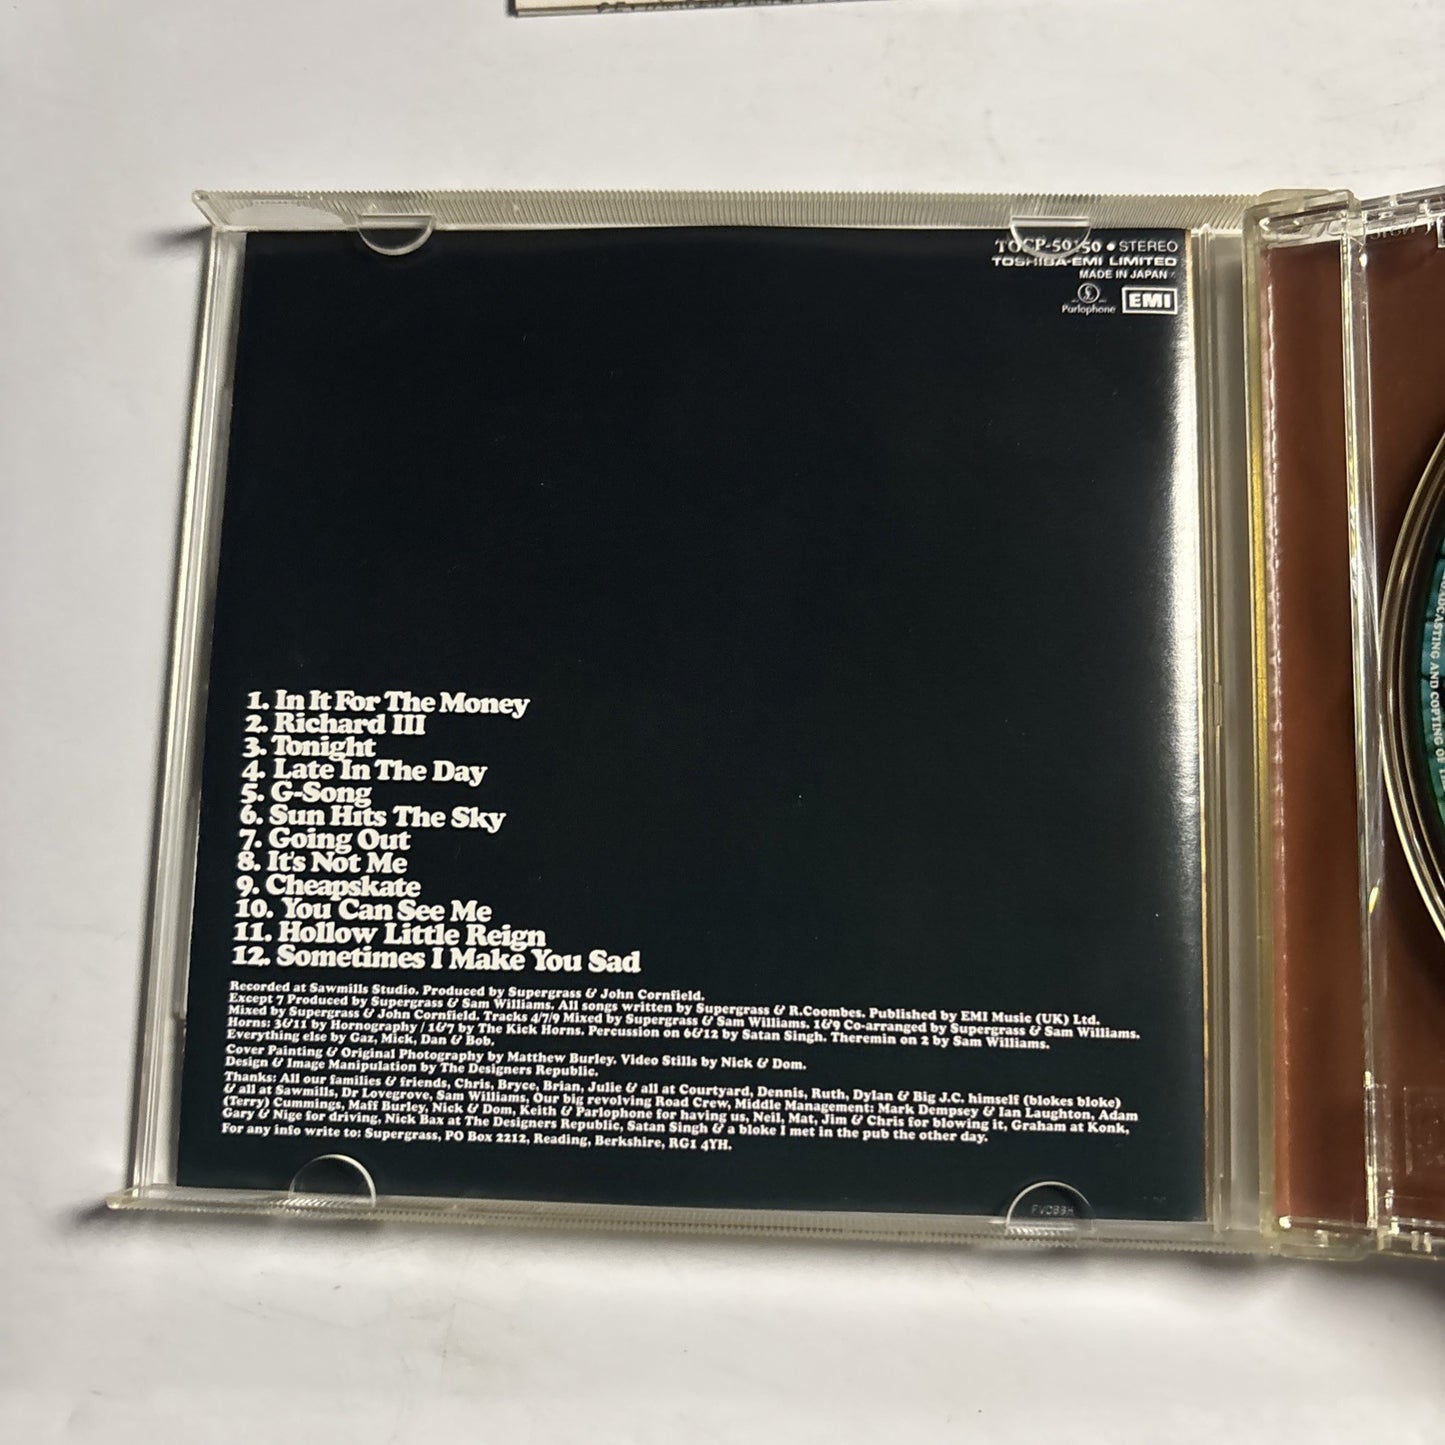 TOCP-50150 • STEREO
TOSHIBA-EMI LIMITED
MADE IN JAPAN
Parlophone EMI
1. In It For The Money
2. Richard III
3. Tonight
4. Late In The Day
5. G-Song
6. Sun Hits The Sky
7. Going Out
8. It's Not Me
9. Cheapskate
10. You Can See Me
11. Hollow Little Reign
12. Sometimes I Make You Sad
Recorded at Sawmills Studio. Produced by Supergrass & John Cornfield.
Except 7 Produced by Supergrass & Sam Williams. All songs written by Supergrass & R.Coombes. Published by EMI Music (UK) Ltd.
Mixed by Supergrass & John Cornfield. Tracks 4/7/9 Mixed by Supergrass & Sam Williams. 1&9 Co-arranged by Supergrass & Sam Williams.
Horns: 3&11 by Hornography / 1&7 by The Kick Horns. Percussion on 6&12 by Satan Singh. Theremin on 2 by Sam Williams.
Everything else by Gaz, Mick, Dan & Bob.
Cover Painting & Original Photography by Matthew Burley. Video Stills by Nick & Dom.
Design & Image Manipulation by The Designers Republic.
Thanks: All our families & friends, Chris, Bryce, Brian, Julie & all at Courtyard, Dennis, Ruth, Dylan & Big J.C. himself (blokes bloke)
& all at Sawmills, Dr Lovegrove, Sam Williams, Our big revolving Road Crew, Middle Management: Mark Dempsey & Ian Laughton, Adam
(Terry) Cummings, Maff Burley, Nick & Dom, Keith & Parlophone for having us, Neil, Mat, Jim & Chris for blowing it, Graham at Konk,
Gary & Nige for driving, Nick Bax at The Designers Republic, Satan Singh & a bloke I met in the pub the other day.
For any info write to: Supergrass, PO Box 2212, Reading, Berkshire, RG1 4YH.
AND COPYING OF